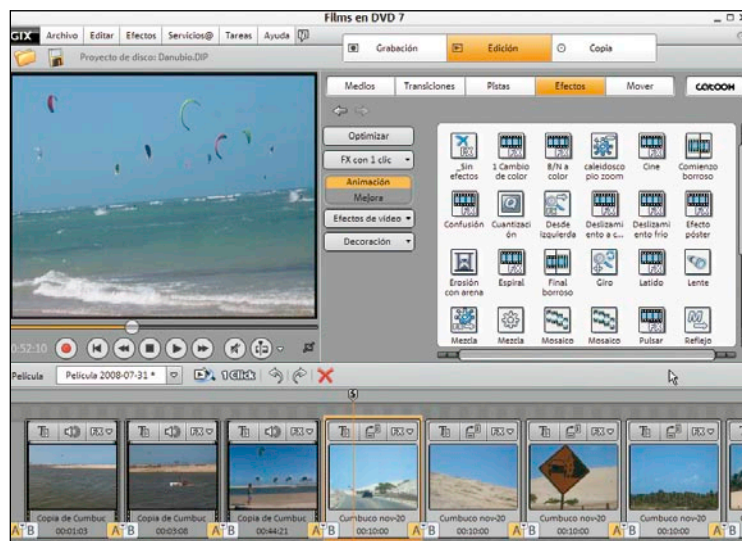 Films en DVD 7
GIX Archivo Editar Efectos Servicios@ Tareas Ayuda
Proyecto de disco: Danubio.DIP
Grabación Edición Copia
Medios Transiciones Pistas Efectos Mover catooh
Optimizar
FX con 1 clic
Animación
Mejora
Efectos de vídeo
Decoración
_Sin efectos
1 Cambio de color
B/N a color
caleidosco pio zoom
Cine
Comienzo borroso
Confusión
Cuantizaci ón
Desde izquierda
Deslizami ento a c...
Deslizami ento frío
Efecto póster
Erosión con arena
Espiral
Final borroso
Giro
Latido
Lente
Mezcla
Mezcla
Mosaico
Mosaico
Pulsar
Reflejo
:52:10
Película Película 2008-07-31 * 1Click
Copia de Cumbuc
00:01:03
Copia de Cumbuc
00:03:08
Copia de Cumbuc
00:44:21
Cumbuco nov-20
00:10:00
Cumbuco nov-20
00:10:00
Cumbuco nov-20
00:10:00
Cumbuco nov-20
00:10:00